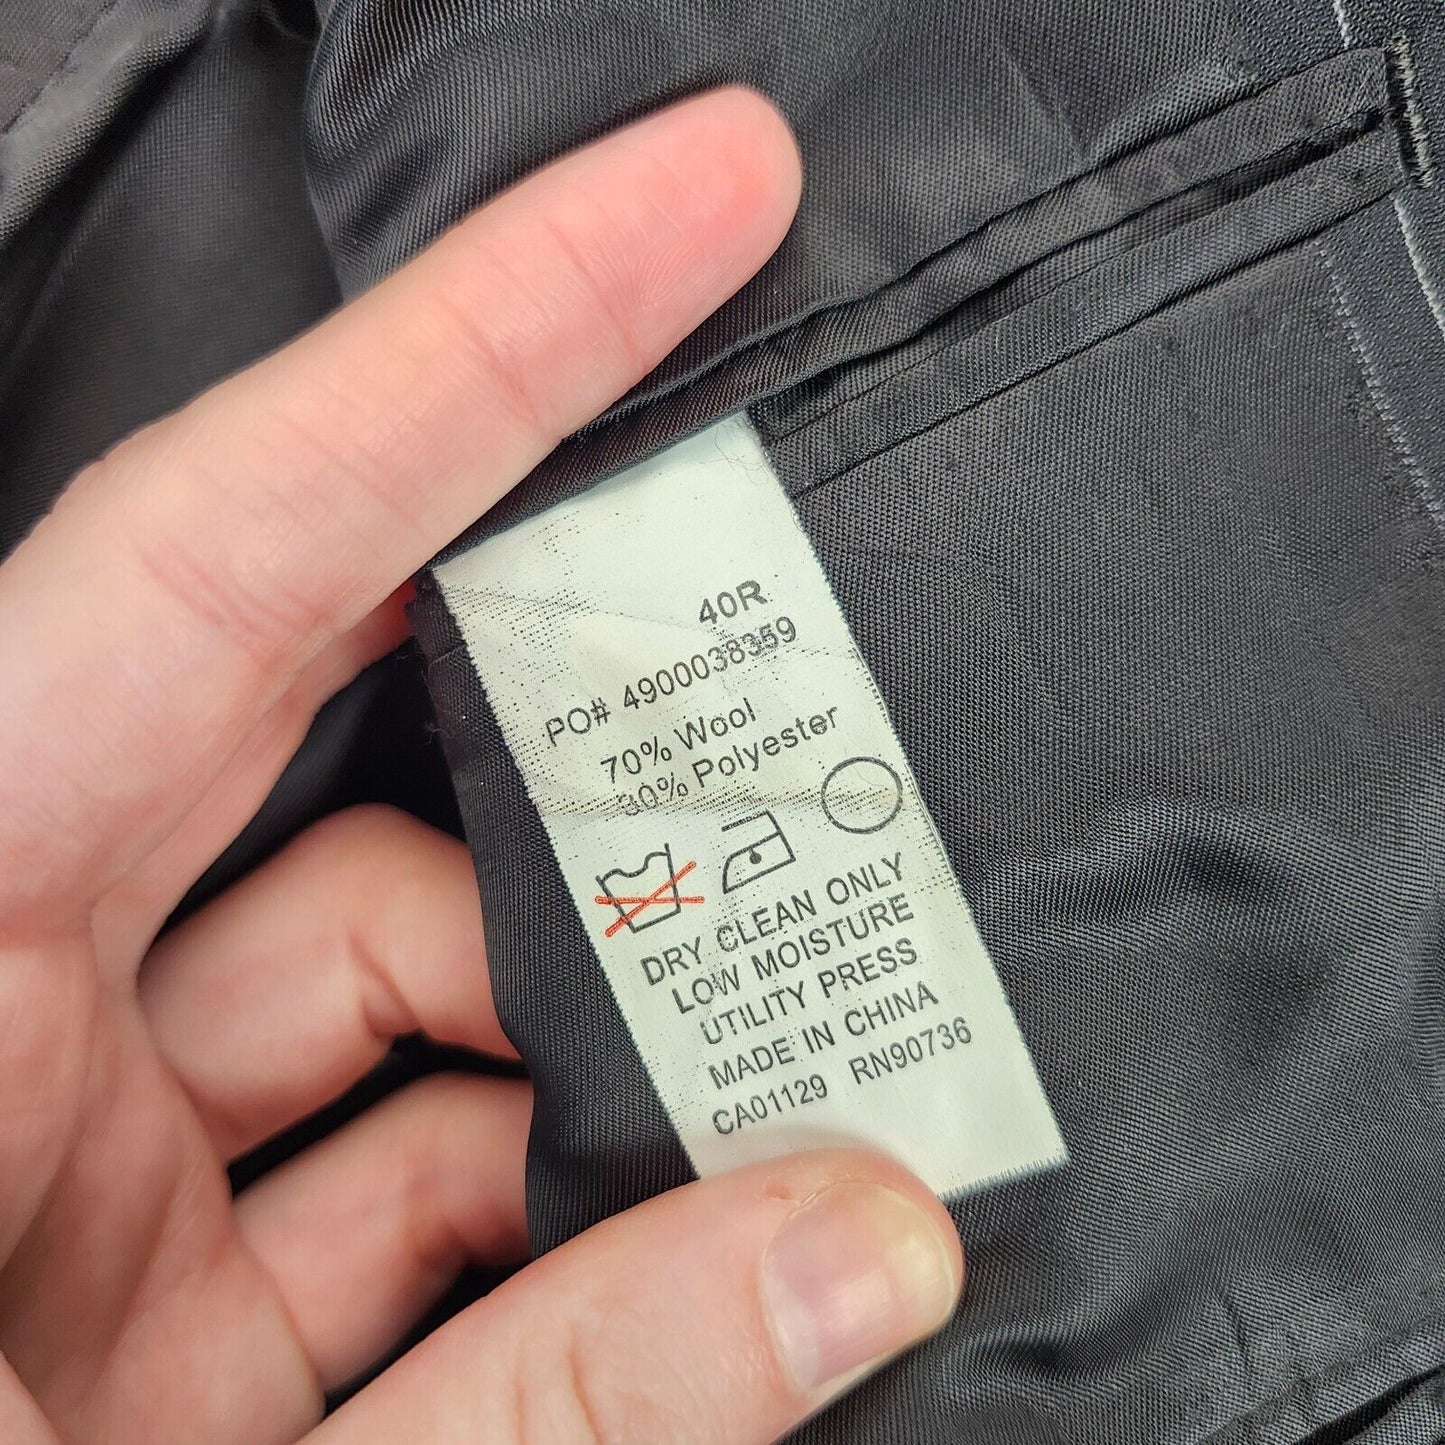 40R
PO# 4900038359
70% Wool
30% Polyester
DRY CLEAN ONLY
LOW MOISTURE
UTILITY PRESS
MADE IN CHINA
CA01129 RN90736